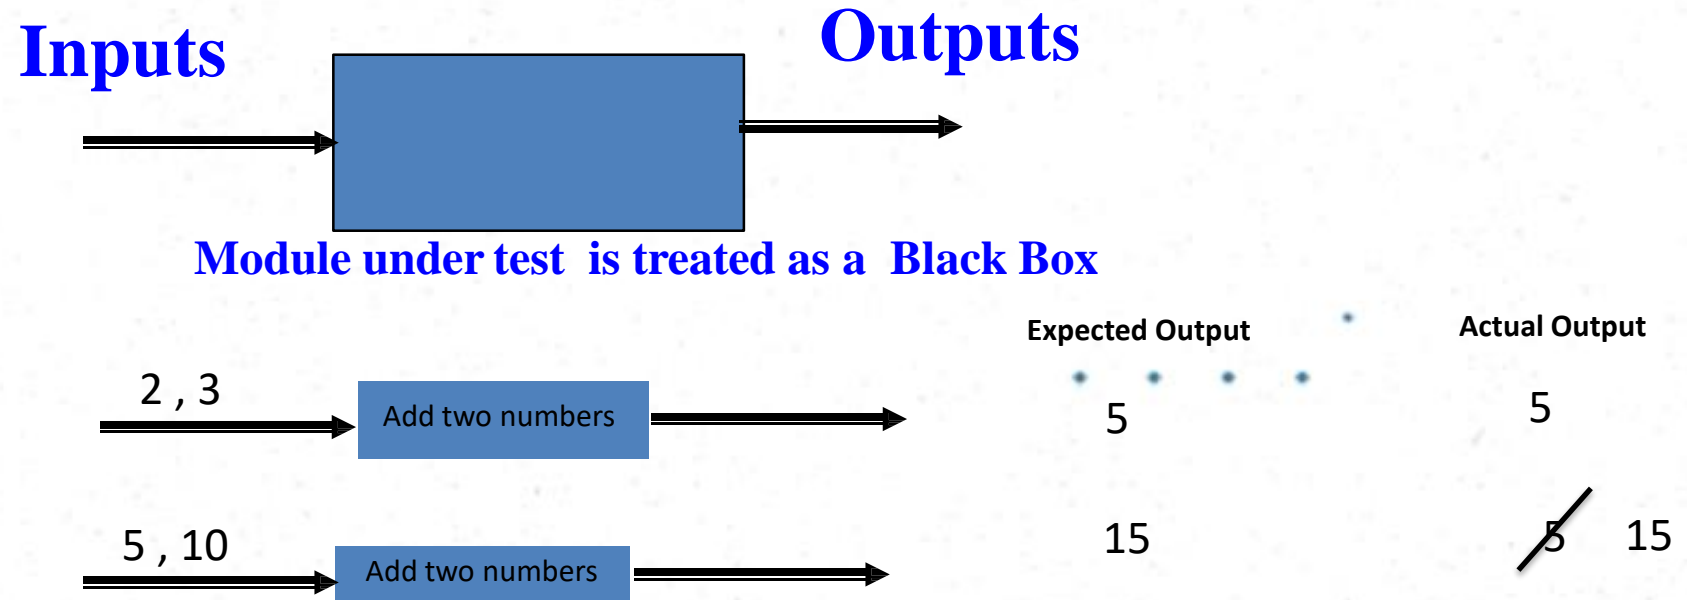 Inputs
Outputs
Module under test is treated as a Black Box
Expected Output
Actual Output
2 , 3
Add two numbers
5
5
5 , 10
Add two numbers
15
5 15